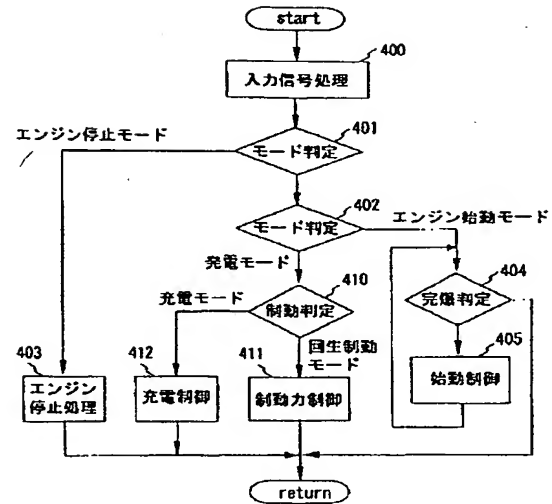 start
400
入力信号処理
エンジン停止モード
401
モード判定
402
モード判定
エンジン始動モード
発電モード
410
404
充電モード
制動判定
完爆判定
403
412
411
回生制動
モード
405
エンジン
停止処理
充電制御
制動力制御
始動制御
return